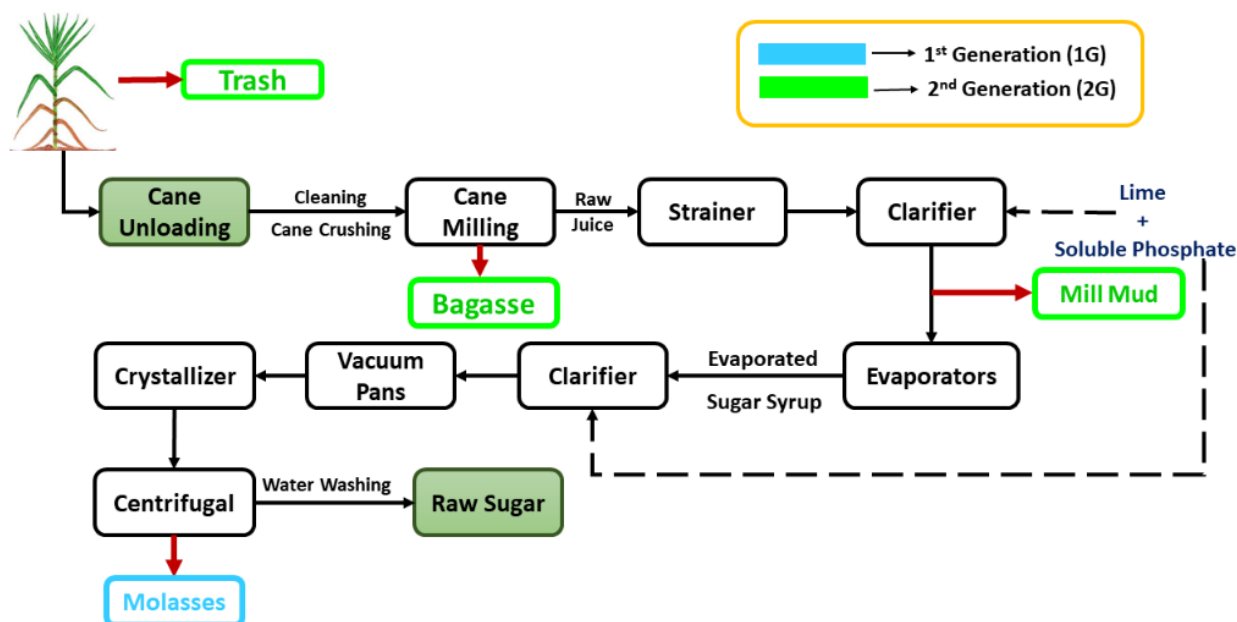 Trash
1st Generation (1G)
2nd Generation (2G)
Cane
Unloading
Cleaning
Cane Crushing
Cane
Milling
Raw
Juice
Strainer
Clarifier
Lime
+
Soluble Phosphate
Bagasse
Mill Mud
Crystallizer
Vacuum
Pans
Clarifier
Evaporated
Sugar Syrup
Evaporators
Centrifugal
Water Washing
Raw Sugar
Molasses